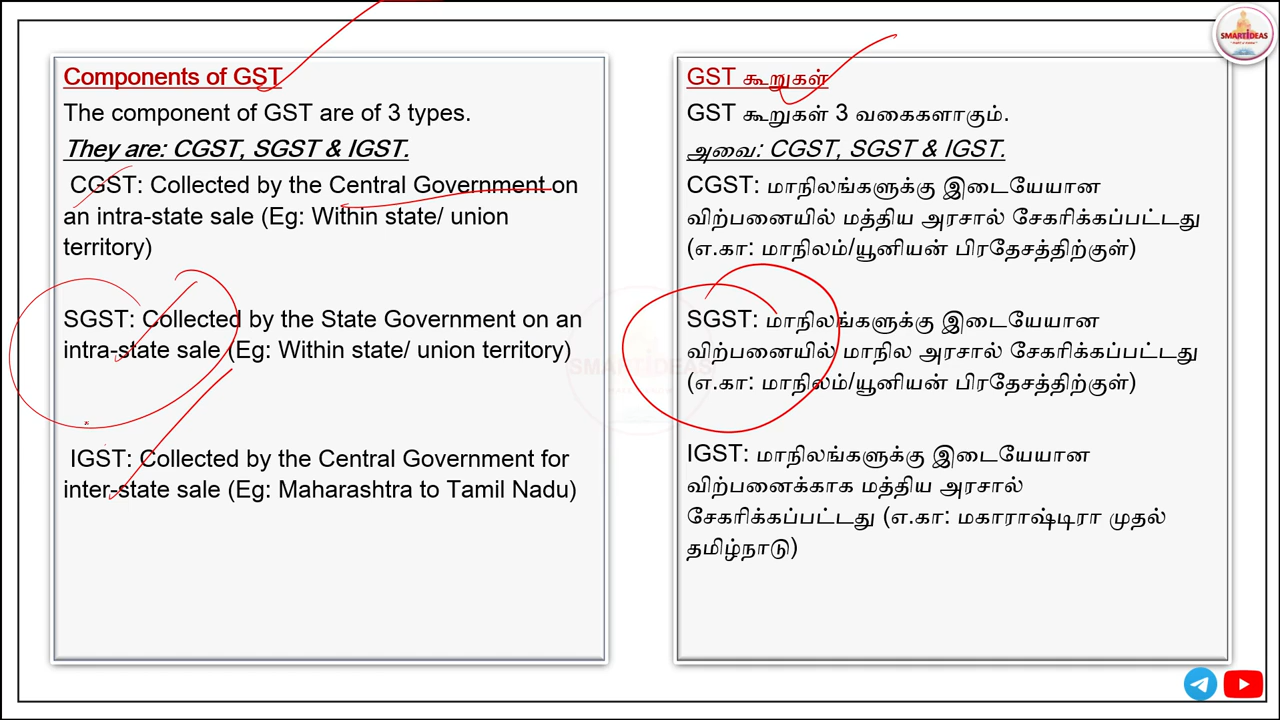 SMARTIDEAS
Components of GST
The component of GST are of 3 types.
They are: CGST, SGST & IGST.
CGST: Collected by the Central Government on
an intra-state sale (Eg: Within state/ union
territory)
SGST: Collected by the State Government on an
intra-state sale (Eg: Within state/ union territory)
IGST: Collected by the Central Government for
inter-state sale (Eg: Maharashtra to Tamil Nadu)
GST கூறுகள்
GST கூறுகள் 3 வகைகளாகும்.
அவை: CGST, SGST & IGST.
CGST: மாநிலங்களுக்கு இடையேயான
விற்பனையில் மத்திய அரசால் சேகரிக்கப்பட்டது
(எ.கா: மாநிலம்/யூனியன் பிரதேசத்திற்குள்)
SGST: மாநிலங்களுக்கு இடையேயான
விற்பனையில் மாநில அரசால் சேகரிக்கப்பட்டது
(எ.கா: மாநிலம்/யூனியன் பிரதேசத்திற்குள்)
IGST: மாநிலங்களுக்கு இடையேயான
விற்பனைக்காக மத்திய அரசால்
சேகரிக்கப்பட்டது (எ.கா: மகாராஷ்டிரா முதல்
தமிழ்நாடு)
SMARTIDEAS